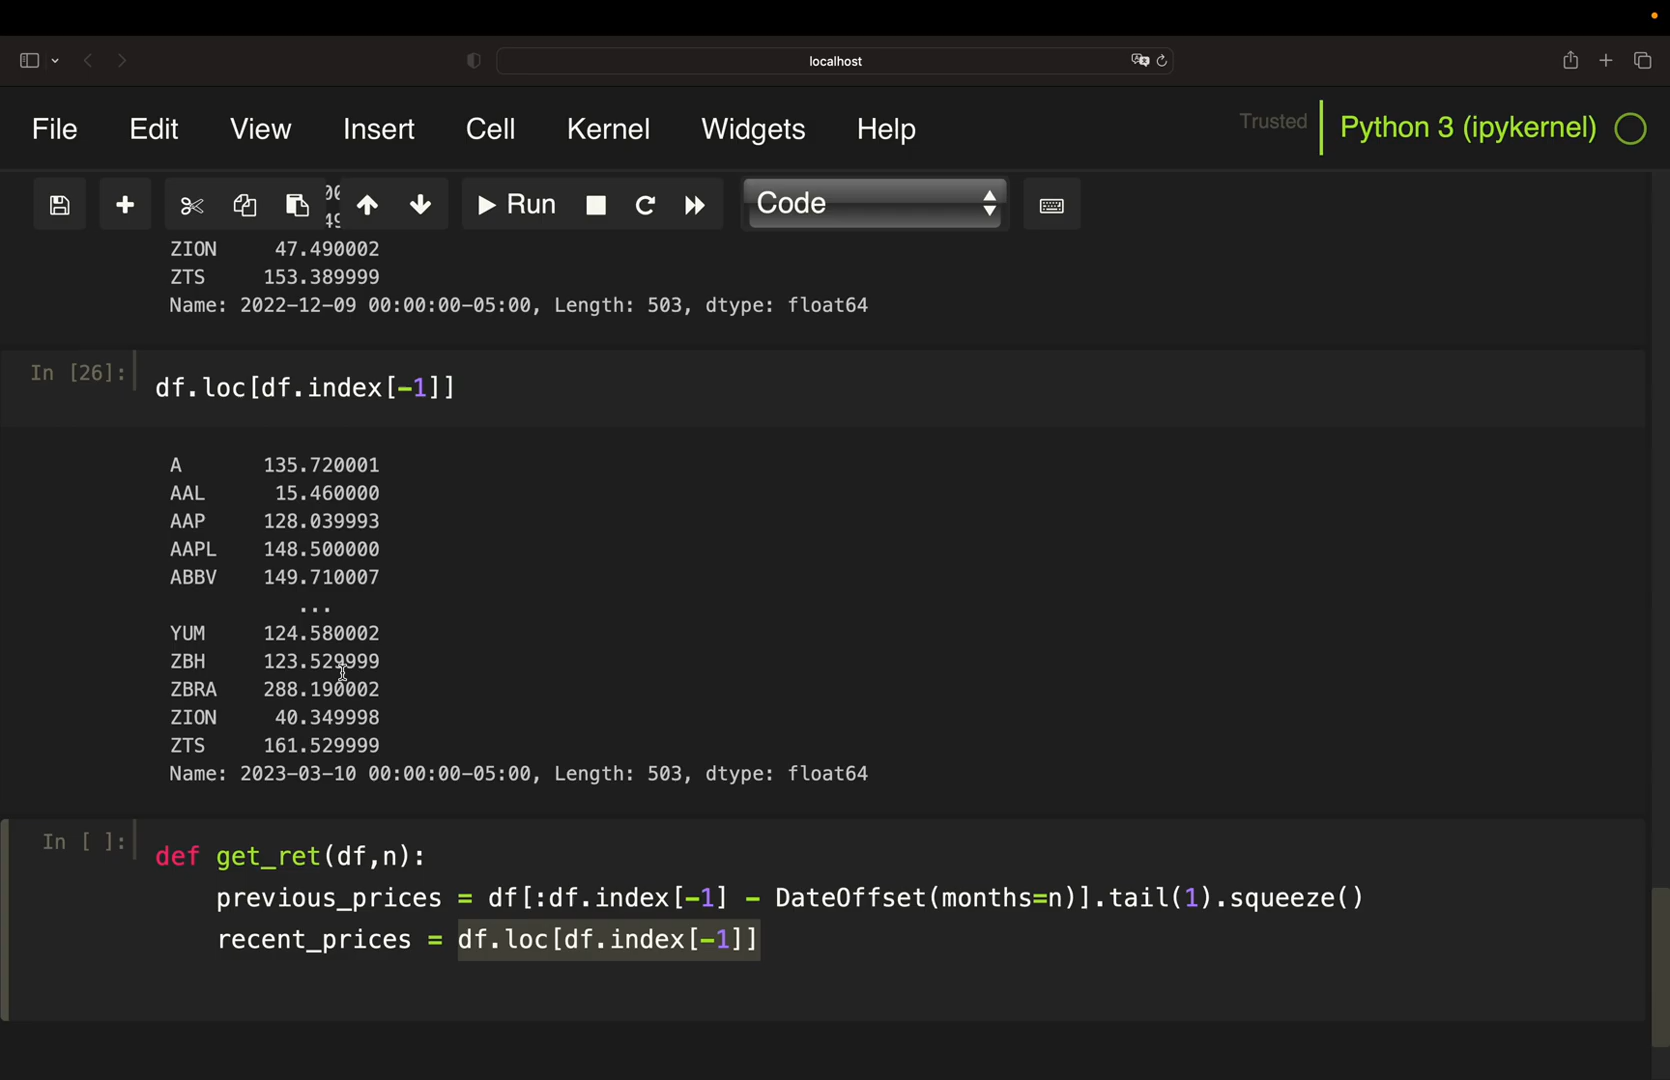 localhost
File Edit View Insert Cell Kernel Widgets Help Trusted Python 3 (ipykernel)
Run Code
ZION 47.490002
ZTS 153.389999
Name: 2022-12-09 00:00:00-05:00, Length: 503, dtype: float64
In [26]: df.loc[df.index[-1]]
A 135.720001
AAL 15.460000
AAP 128.039993
AAPL 148.500000
ABBV 149.710007
...
YUM 124.580002
ZBH 123.529999
ZBRA 288.190002
ZION 40.349998
ZTS 161.529999
Name: 2023-03-10 00:00:00-05:00, Length: 503, dtype: float64
In [ ]: def get_ret(df,n):
previous_prices = df[:df.index[-1] - DateOffset(months=n)].tail(1).squeeze()
recent_prices = df.loc[df.index[-1]]